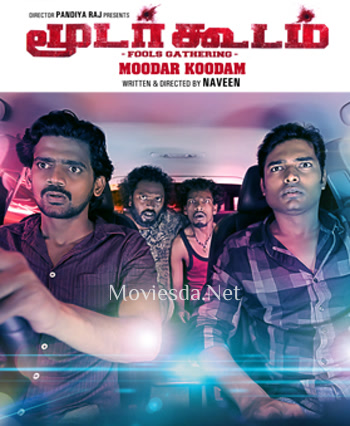 DIRECTOR PANDIYA RAJ PRESENTS
மூடர் கூடம்
- FOOLS GATHERING -
MOODAR KOODAM
WRITTEN & DIRECTED BY NAVEEN
Moviesda.Net